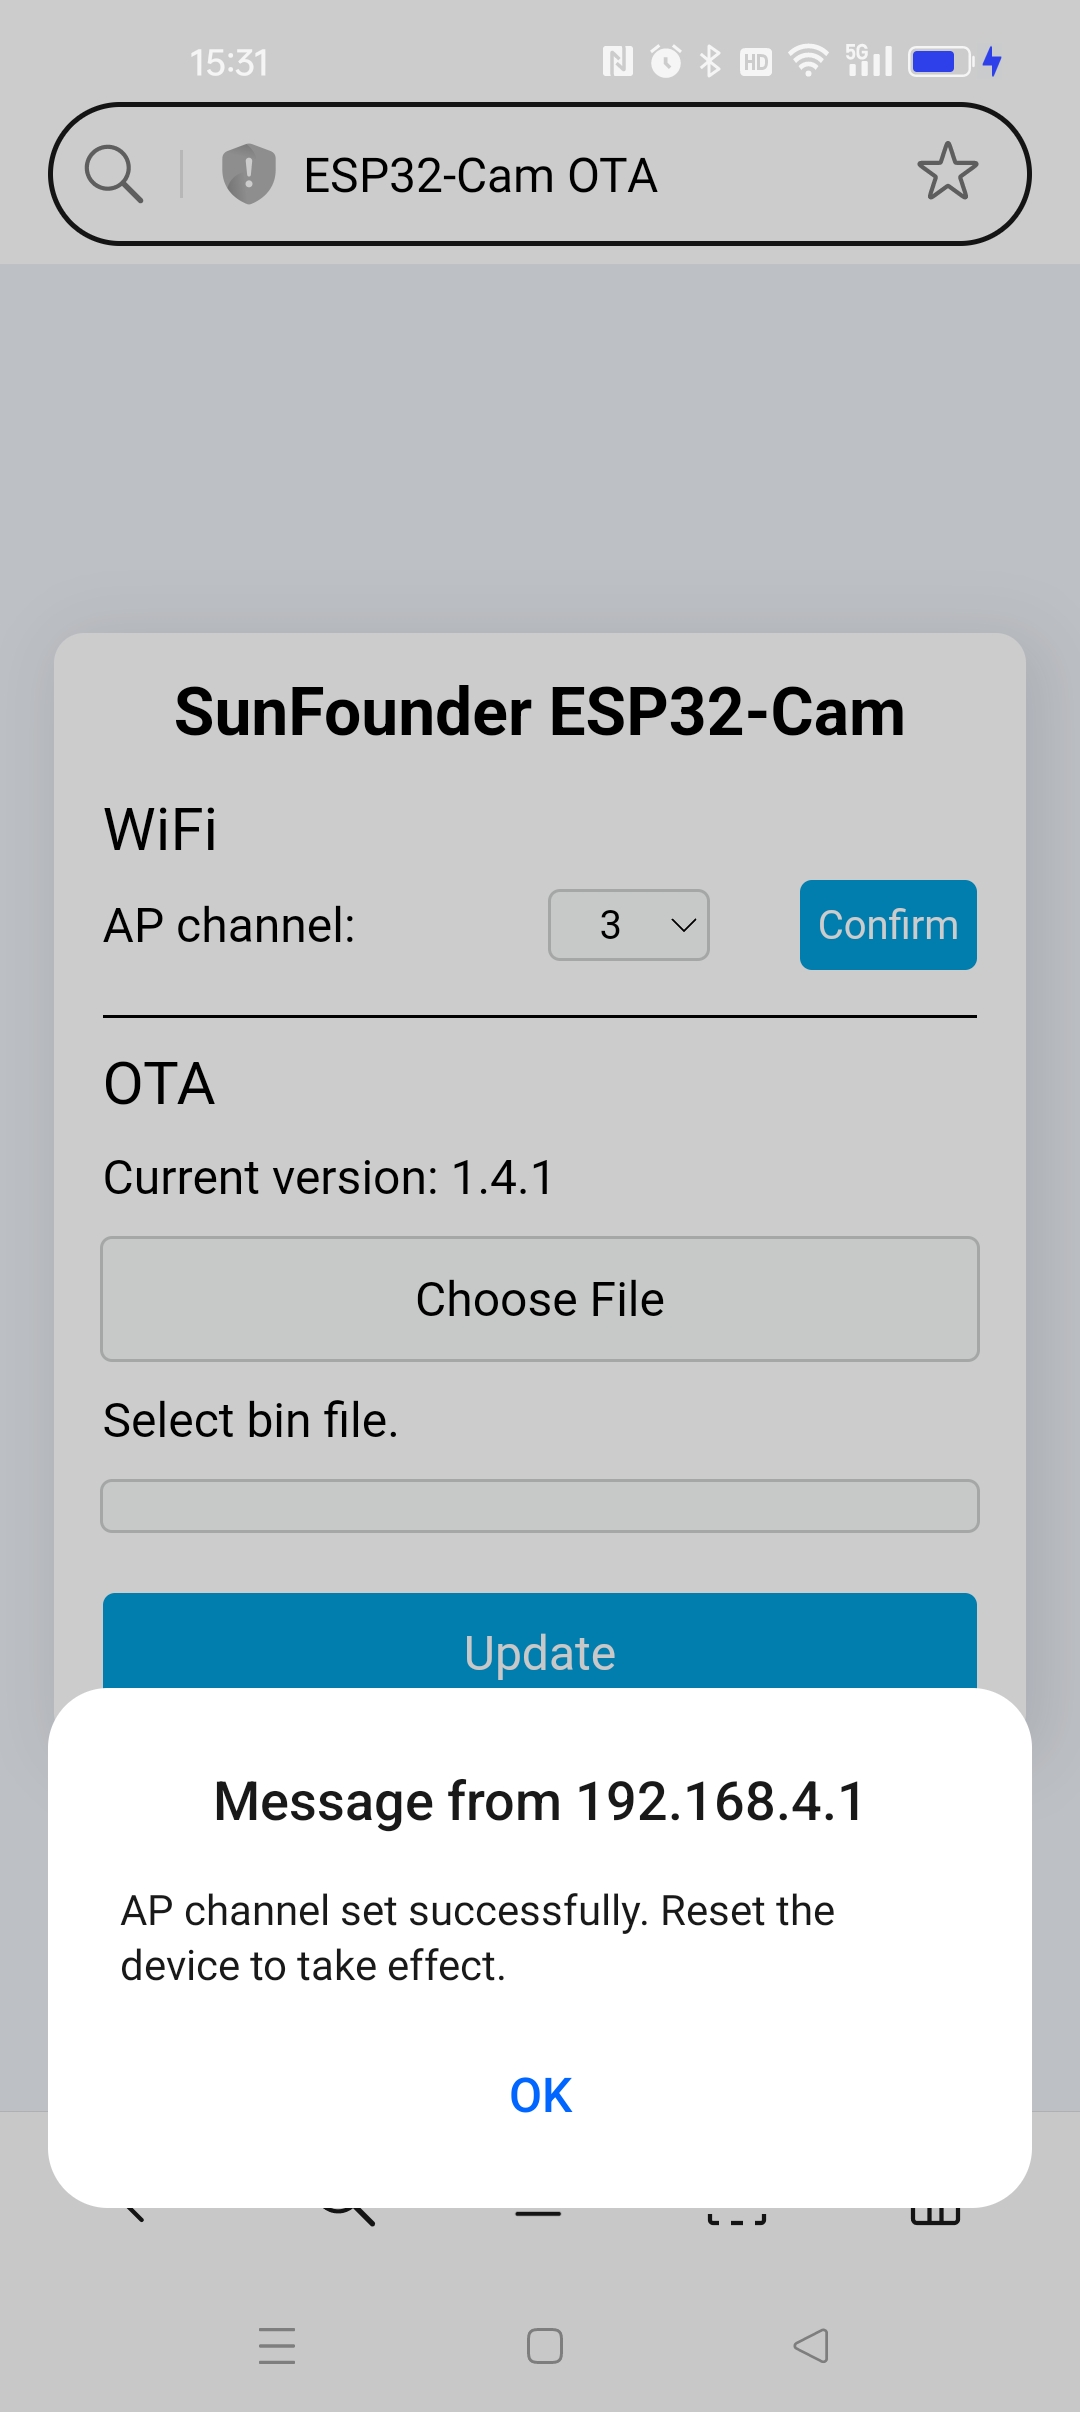 15:31
HD
5G
ESP32-Cam OTA
SunFounder ESP32-Cam
WiFi
AP channel:
3
Confirm
OTA
Current version: 1.4.1
Choose File
Select bin file.
Update
Message from 192.168.4.1
AP channel set successfully. Reset the
device to take effect.
OK